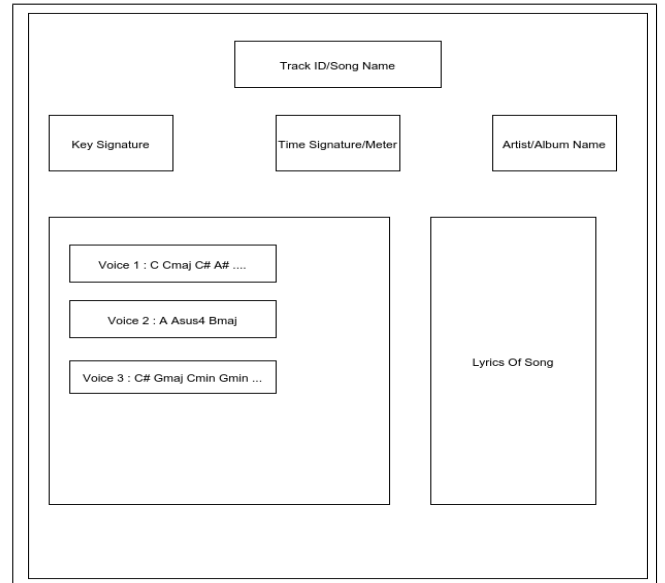 Track ID/Song Name
Key Signature
Time Signature/Meter
Artist/Album Name
Voice 1 : C Cmaj C# A# ....
Voice 2 : A Asus4 Bmaj
Voice 3 : C# Gmaj Cmin Gmin ...
Lyrics Of Song